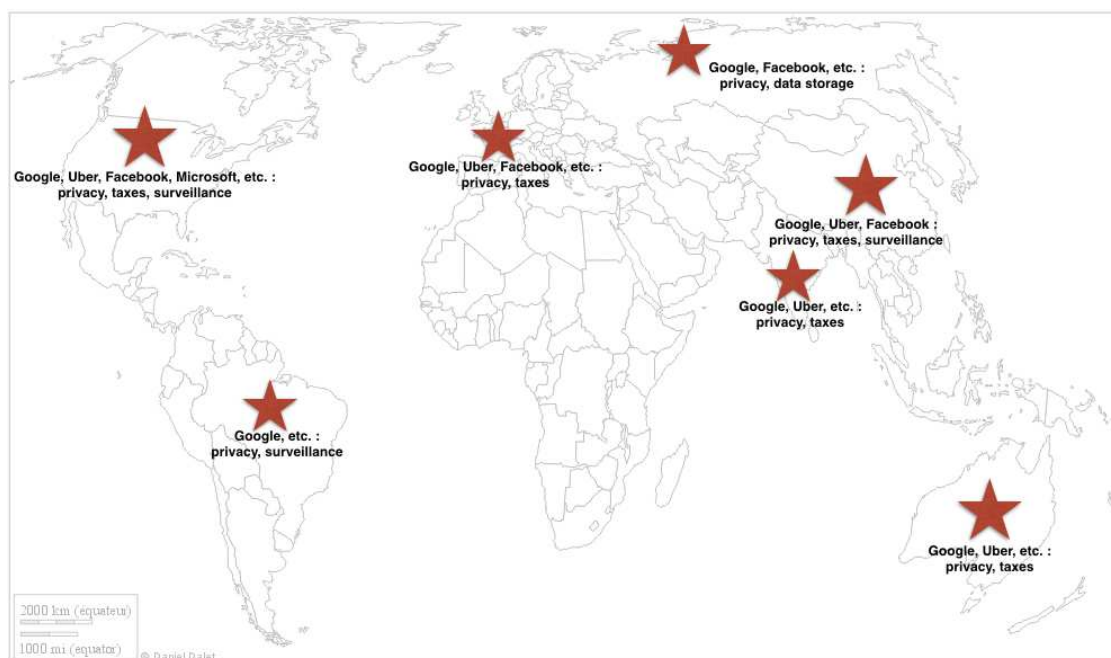 Google, Facebook, etc. :
privacy, data storage
Google, Uber, Facebook, Microsoft, etc. :
privacy, taxes, surveillance
Google, Uber, Facebook, etc. :
privacy, taxes
Google, Uber, Facebook :
privacy, taxes, surveillance
Google, Uber, etc. :
privacy, taxes
Google, etc. :
privacy, surveillance
Google, Uber, etc. :
privacy, taxes
2000 km (équateur)
1000 mi (equator)
© Daniel Dalet